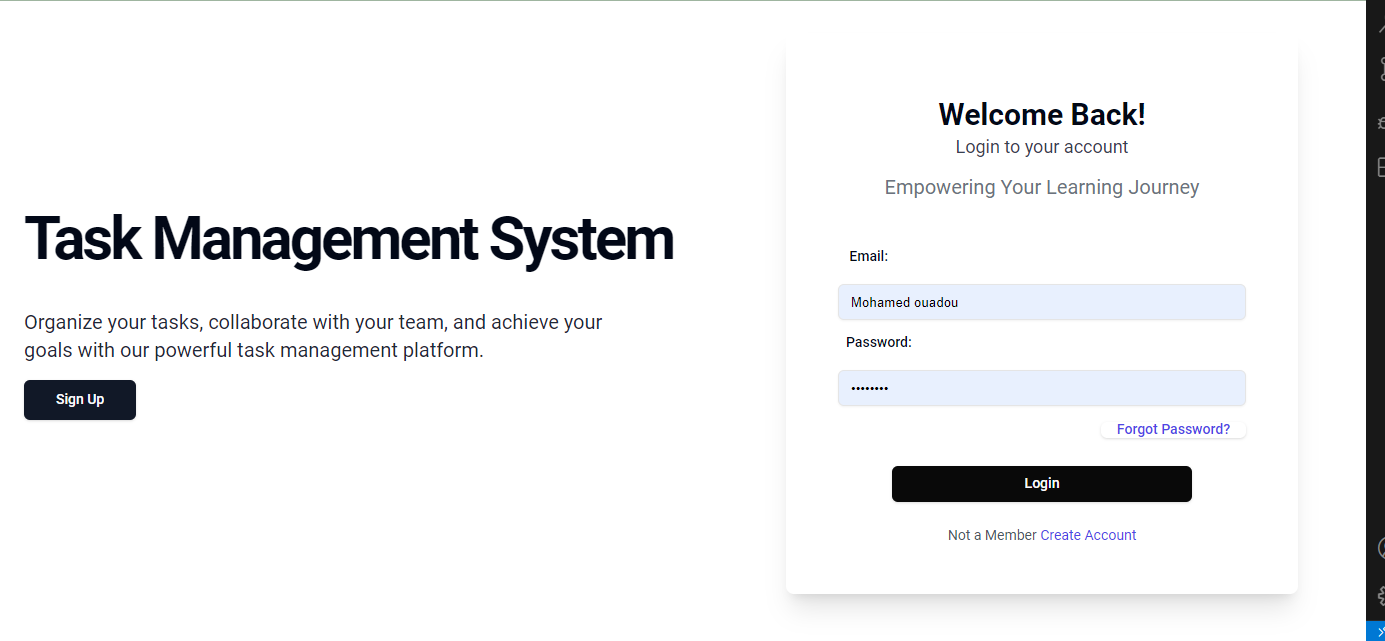 Task Management System
Organize your tasks, collaborate with your team, and achieve your
goals with our powerful task management platform.
Sign Up
Welcome Back!
Login to your account
Empowering Your Learning Journey
Email:
Mohamed ouadou
Password:
••••••••
Forgot Password?
Login
Not a Member Create Account